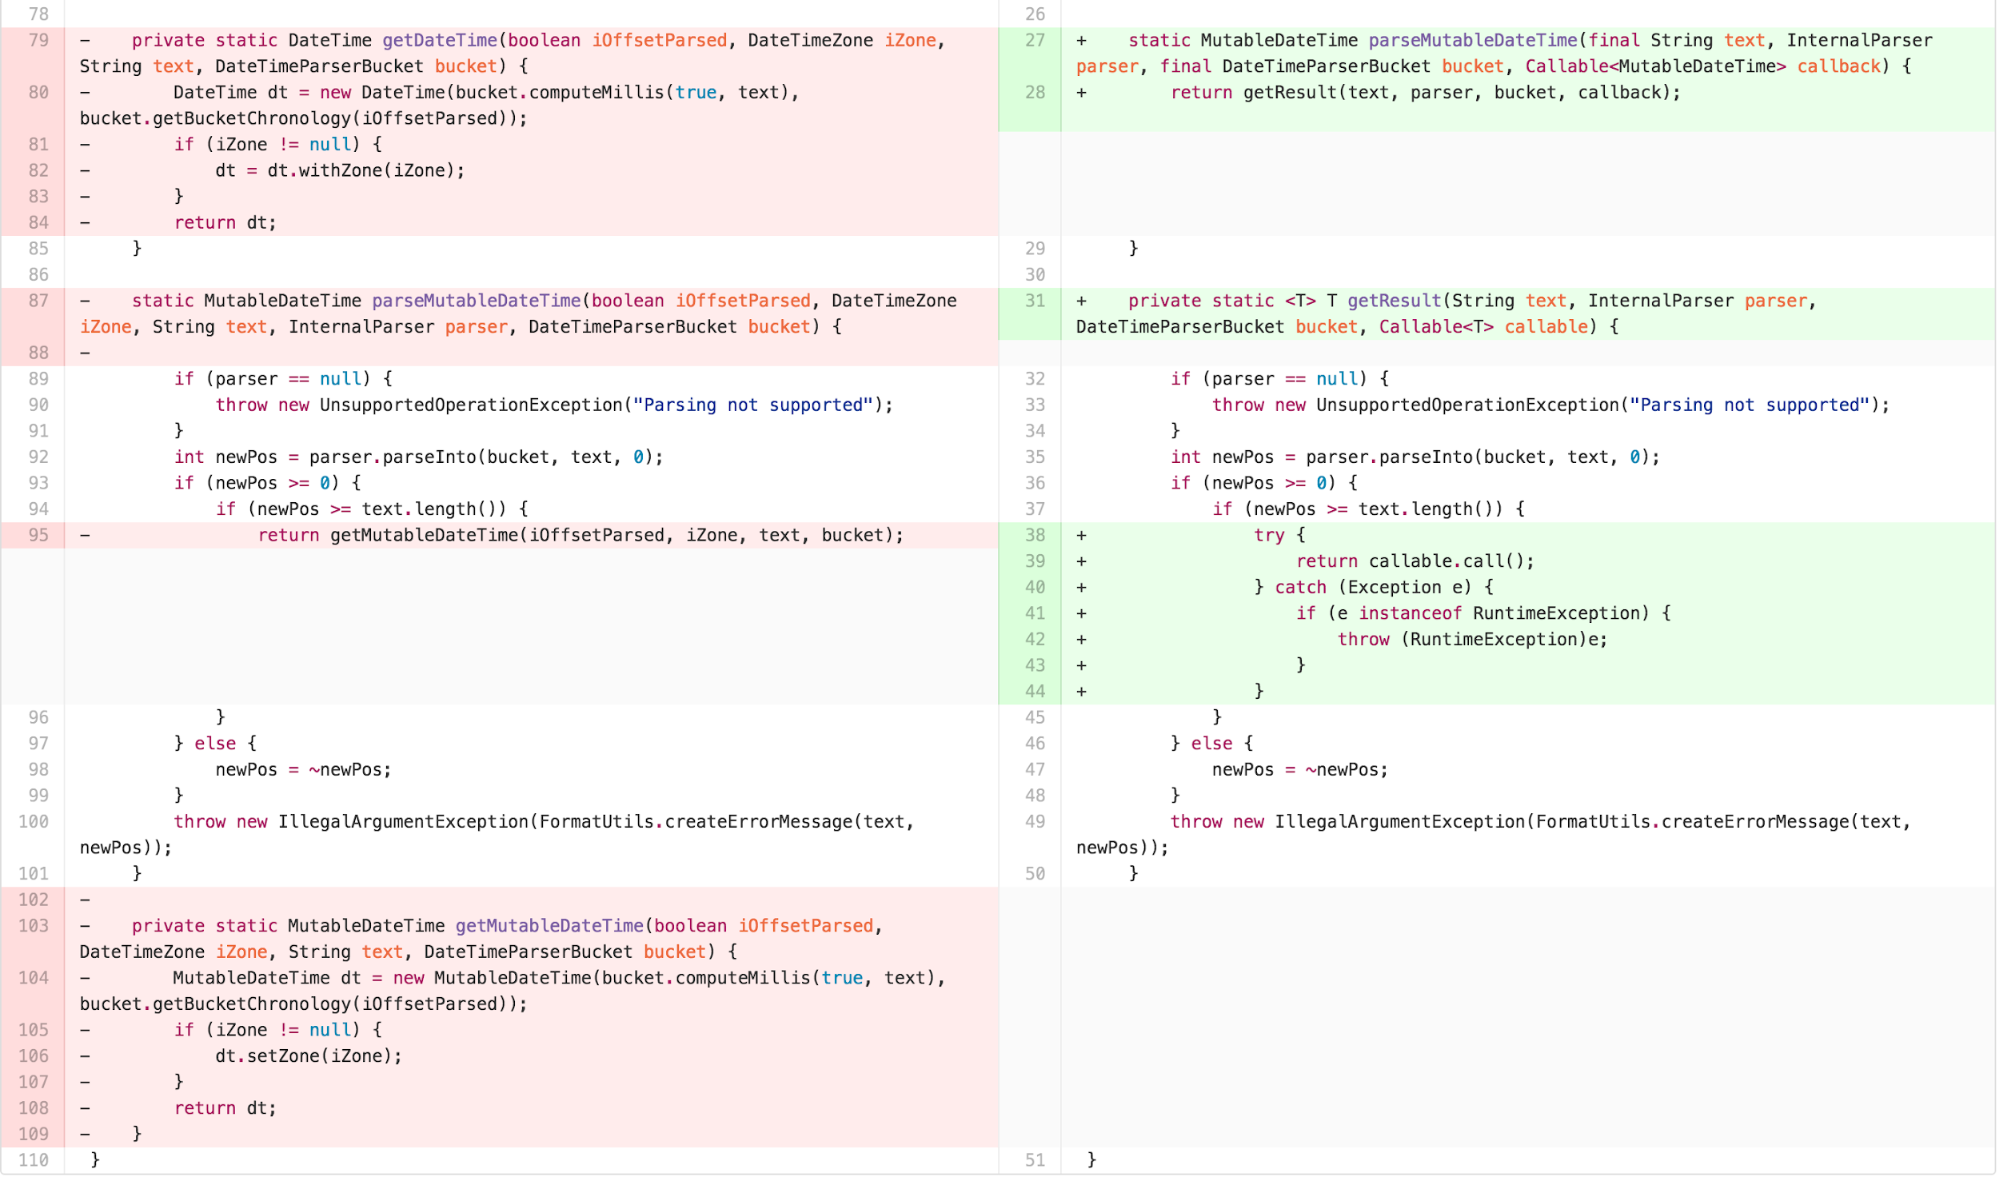 78
79 -    private static DateTime getDateTime(boolean iOffsetParsed, DateTimeZone iZone,
String text, DateTimeParserBucket bucket) {
80 -        DateTime dt = new DateTime(bucket.computeMillis(true, text),
bucket.getBucketChronology(iOffsetParsed));
81 -        if (iZone != null) {
82 -            dt = dt.withZone(iZone);
83 -        }
84 -        return dt;
85      }
86
87 -    static MutableDateTime parseMutableDateTime(boolean iOffsetParsed, DateTimeZone
iZone, String text, InternalParser parser, DateTimeParserBucket bucket) {
88 -
89          if (parser == null) {
90              throw new UnsupportedOperationException("Parsing not supported");
91          }
92          int newPos = parser.parseInto(bucket, text, 0);
93          if (newPos >= 0) {
94              if (newPos >= text.length()) {
95 -                return getMutableDateTime(iOffsetParsed, iZone, text, bucket);
96              }
97          } else {
98              newPos = ~newPos;
99          }
100          throw new IllegalArgumentException(FormatUtils.createErrorMessage(text,
newPos));
101      }
102 -
103 -    private static MutableDateTime getMutableDateTime(boolean iOffsetParsed,
DateTimeZone iZone, String text, DateTimeParserBucket bucket) {
104 -        MutableDateTime dt = new MutableDateTime(bucket.computeMillis(true, text),
bucket.getBucketChronology(iOffsetParsed));
105 -        if (iZone != null) {
106 -            dt.setZone(iZone);
107 -        }
108 -        return dt;
109 -    }
110  }
26
27 +    static MutableDateTime parseMutableDateTime(final String text, InternalParser
parser, final DateTimeParserBucket bucket, Callable<MutableDateTime> callback) {
28 +        return getResult(text, parser, bucket, callback);
29      }
30
31 +    private static <T> T getResult(String text, InternalParser parser,
DateTimeParserBucket bucket, Callable<T> callable) {
32          if (parser == null) {
33              throw new UnsupportedOperationException("Parsing not supported");
34          }
35          int newPos = parser.parseInto(bucket, text, 0);
36          if (newPos >= 0) {
37              if (newPos >= text.length()) {
38 +                try {
39 +                    return callable.call();
40 +                } catch (Exception e) {
41 +                    if (e instanceof RuntimeException) {
42 +                        throw (RuntimeException)e;
43 +                    }
44 +                }
45              }
46          } else {
47              newPos = ~newPos;
48          }
49          throw new IllegalArgumentException(FormatUtils.createErrorMessage(text,
newPos));
50      }
51  }